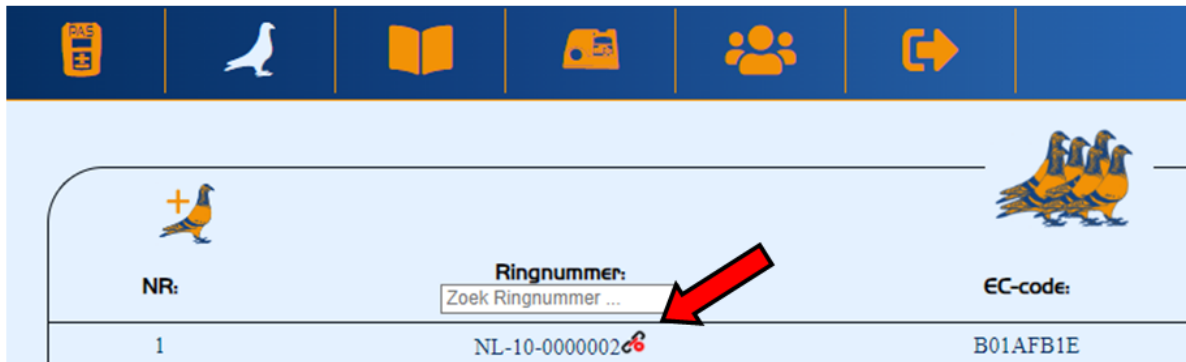 PAS
NR:
Ringnummer:
EC-code:
Zoek Ringnummer ...
1
NL-10-0000002
B01AFB1E